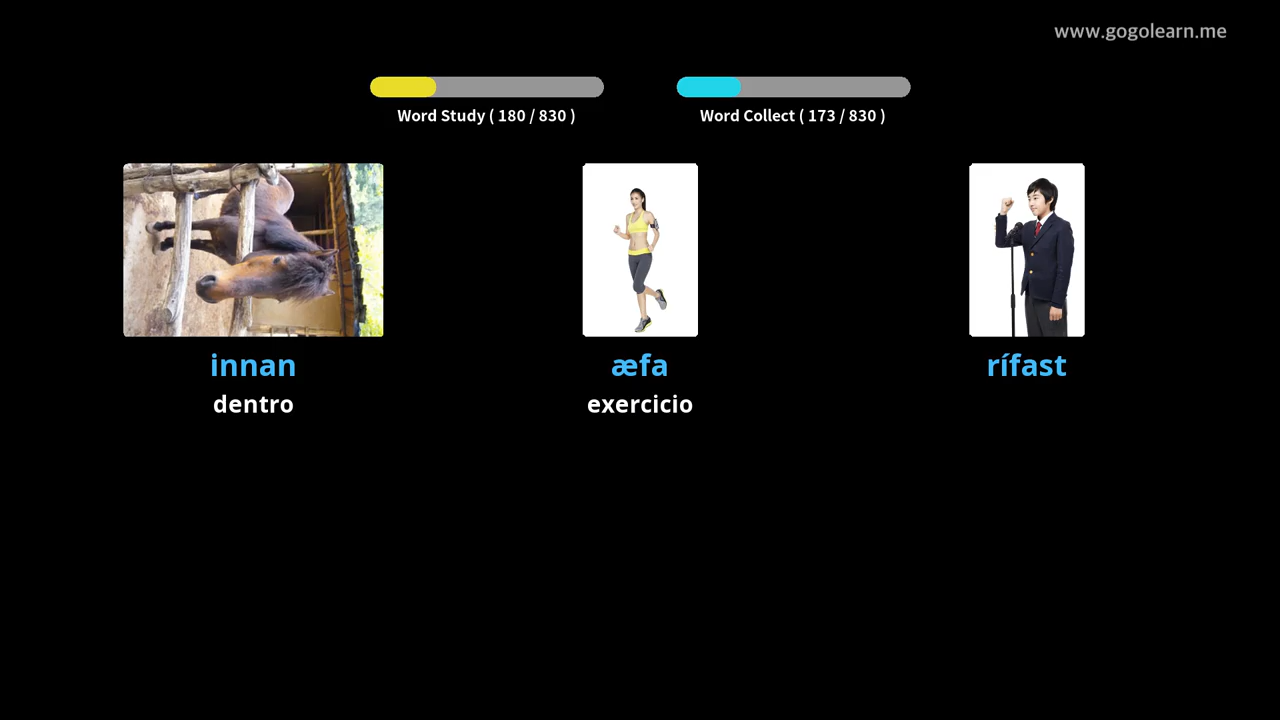 www.gogolearn.me
Word Study ( 180 / 830 )
Word Collect ( 173 / 830 )
innan
æfa
rífast
dentro
exercicio